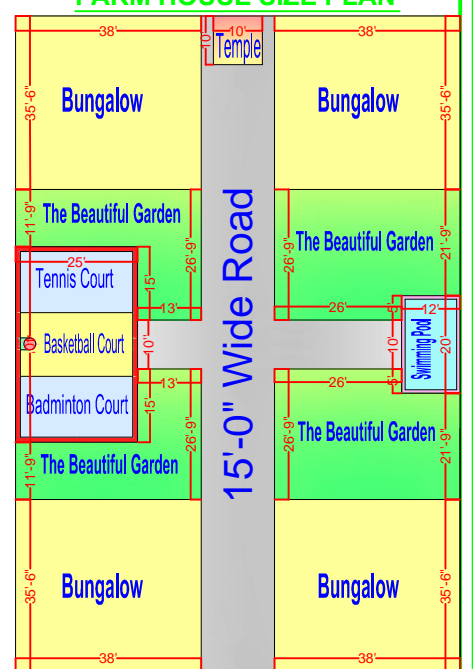 FARM HOUSE SIZE PLAN
38'
10'
38'
10'
Temple
35'-6"
Bungalow
Bungalow
35'-6"
11'-9"
The Beautiful Garden
26'-9"
26'-9"
The Beautiful Garden
21'-9"
25'
Tennis Court
15'
13'
26'
5'
12'
Basketball Court
10'
15'-0" Wide Road
10'
Swimming Pool
20'
13'
26'
5'
Badminton Court
15'
11'-9"
The Beautiful Garden
26'-9"
26'-9"
The Beautiful Garden
21'-9"
35'-6"
Bungalow
Bungalow
35'-6"
38'
38'